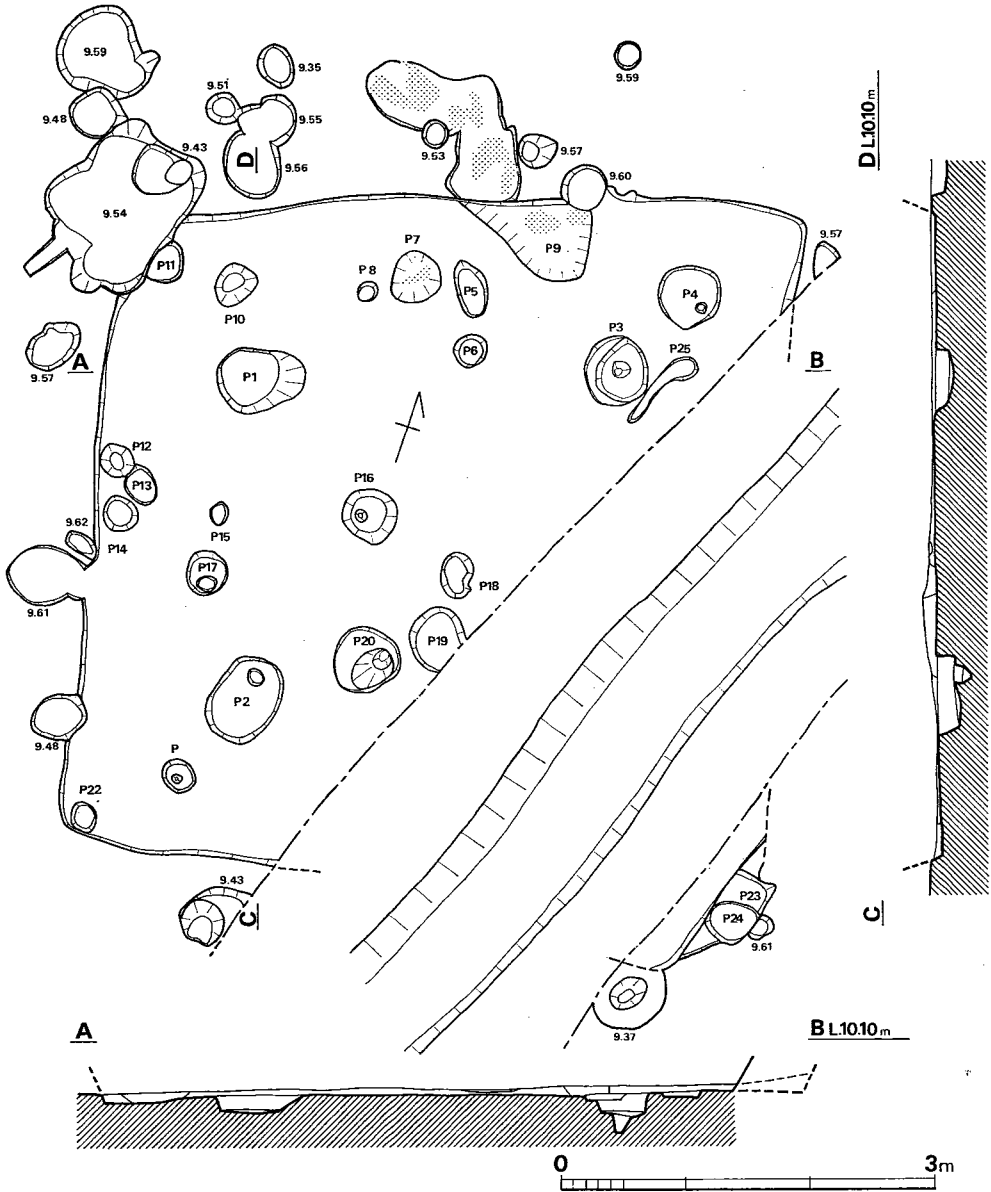 9.59
9.35
9.51
9.59
9.48
9.55
9.43
D
9.53
9.57
9.56
9.60
9.54
D L.10.10m
P11
P7
P9
9.57
P8
P5
P4
P10
P3
9.57
A
P6
P25
B
P1
P12
P13
P16
9.62
P14
P15
P17
P18
9.61
P20
P19
P2
9.48
P
P22
9.43
C
P23
P24
C
9.61
9.37
A
B L.10.10m
0
3m